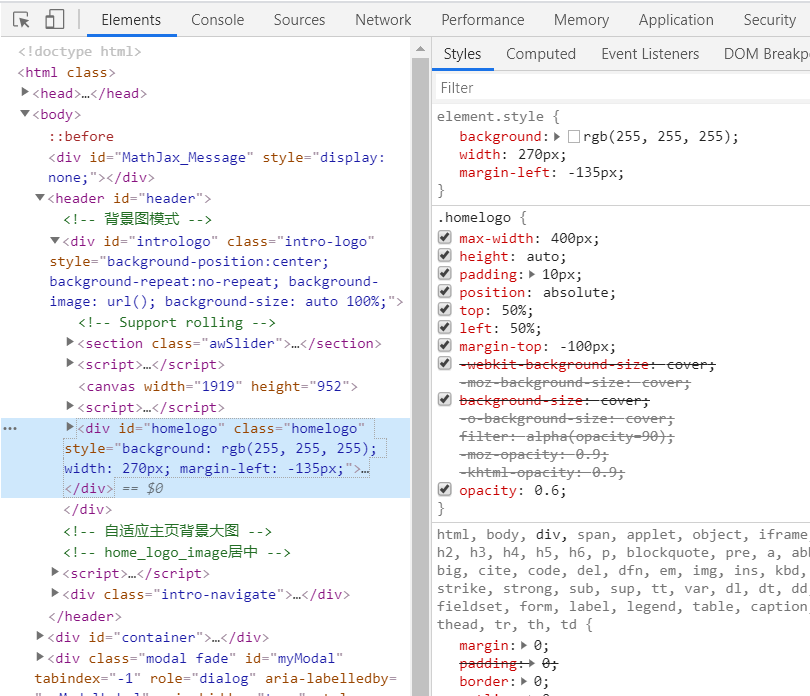 Elements Console Sources Network Performance Memory Application Security
<!doctype html>
<html class>
<head>…</head>
<body>
::before
<div id="MathJax_Message" style="display:
none;"></div>
<header id="header">
<!-- 背景图模式 -->
<div id="intrologo" class="intro-logo"
style="background-position:center;
background-repeat:no-repeat; background-
image: url(); background-size: auto 100%;">
<!-- Support rolling -->
<section class="awSlider">…</section>
<script>…</script>
<canvas width="1919" height="952">
<script>…</script>
<div id="homelogo" class="homelogo"
style="background: rgb(255, 255, 255);
width: 270px; margin-left: -135px;">…
</div> == $0
</div>
<!-- 自适应主页背景大图 -->
<!-- home_logo_image居中 -->
<script>…</script>
<div class="intro-navigate">…</div>
</header>
<div id="container">…</div>
<div class="modal fade" id="myModal"
tabindex="-1" role="dialog" aria-labelledby=
Styles Computed Event Listeners DOM Breakp
Filter
element.style {
background: rgb(255, 255, 255);
width: 270px;
margin-left: -135px;
}
.homelogo {
max-width: 400px;
height: auto;
padding: 10px;
position: absolute;
top: 50%;
left: 50%;
margin-top: -100px;
-webkit-background-size: cover;
-moz-background-size: cover;
background-size: cover;
-o-background-size: cover;
filter: alpha(opacity=90);
-moz-opacity: 0.9;
-khtml-opacity: 0.9;
opacity: 0.6;
}
html, body, div, span, applet, object, iframe,
h2, h3, h4, h5, h6, p, blockquote, pre, a, abb
big, cite, code, del, dfn, em, img, ins, kbd,
strike, strong, sub, sup, tt, var, dl, dt, dd,
fieldset, form, label, legend, table, caption,
thead, tr, th, td {
margin: 0;
padding: 0;
border: 0;